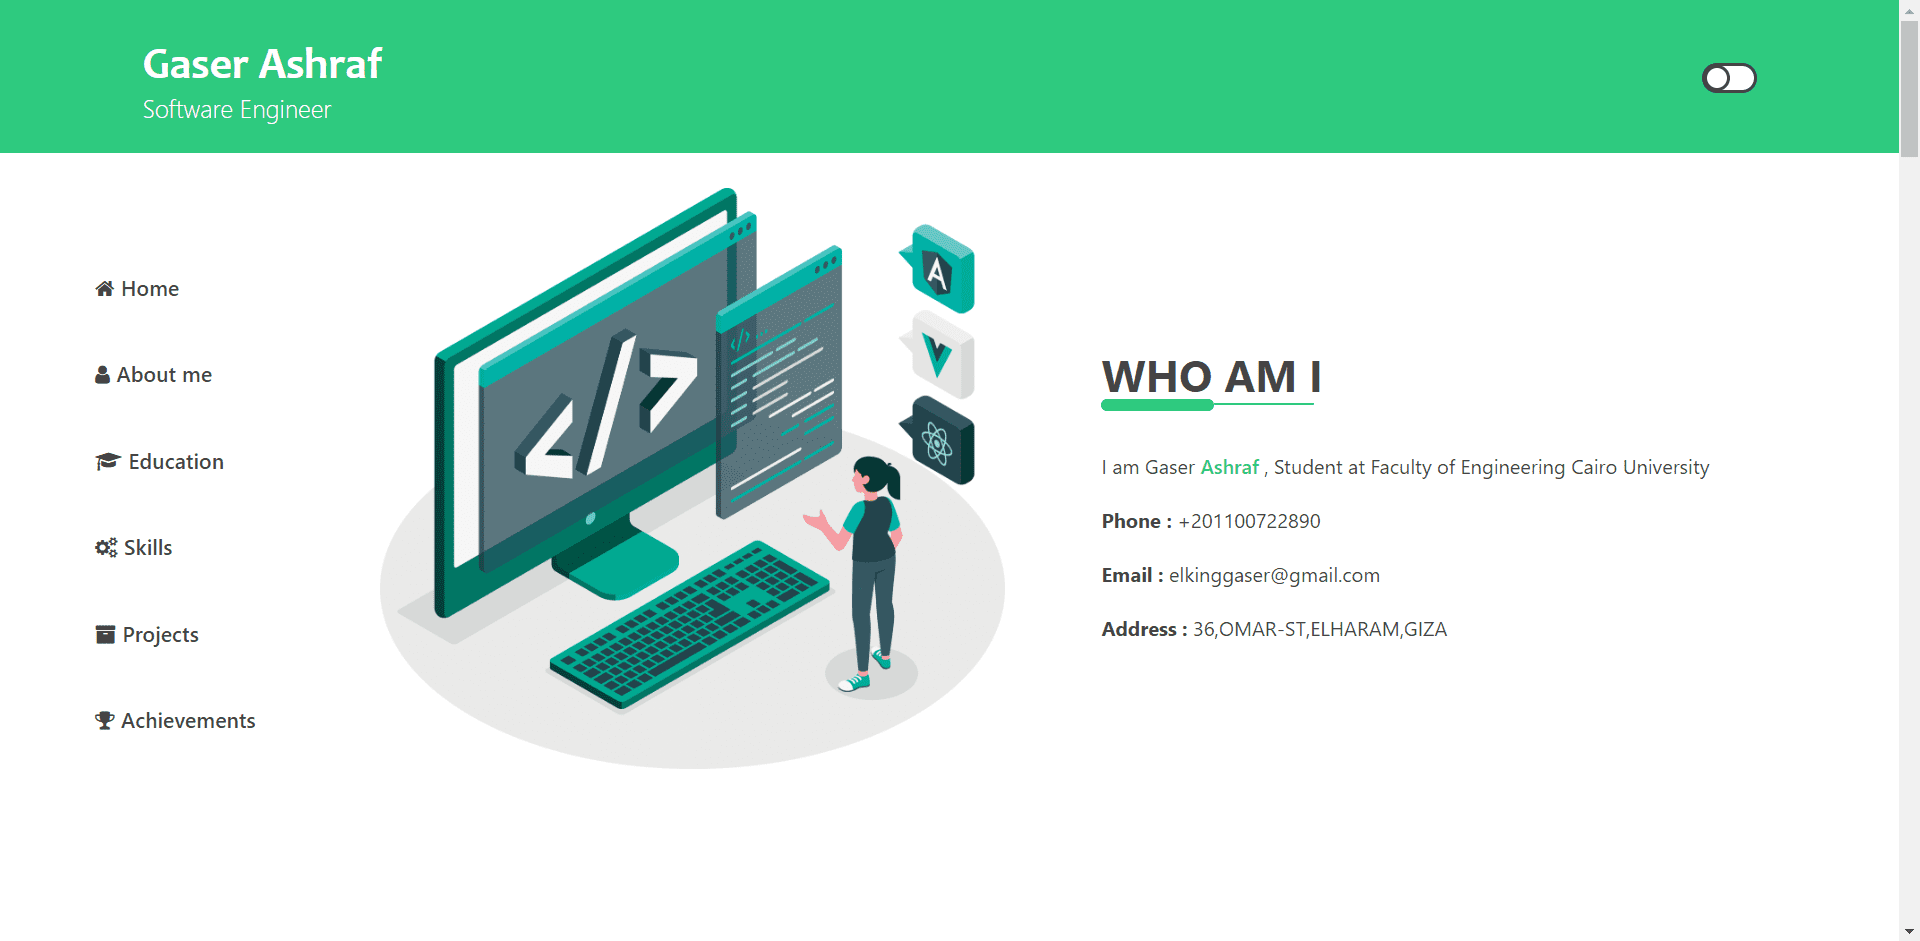 Gaser Ashraf
Software Engineer
Home
About me
Education
Skills
Projects
Achievements
</>
</>
A
WHO AM I
I am Gaser Ashraf , Student at Faculty of Engineering Cairo University
Phone : +201100722890
Email : elkinggaser@gmail.com
Address : 36,OMAR-ST,ELHARAM,GIZA